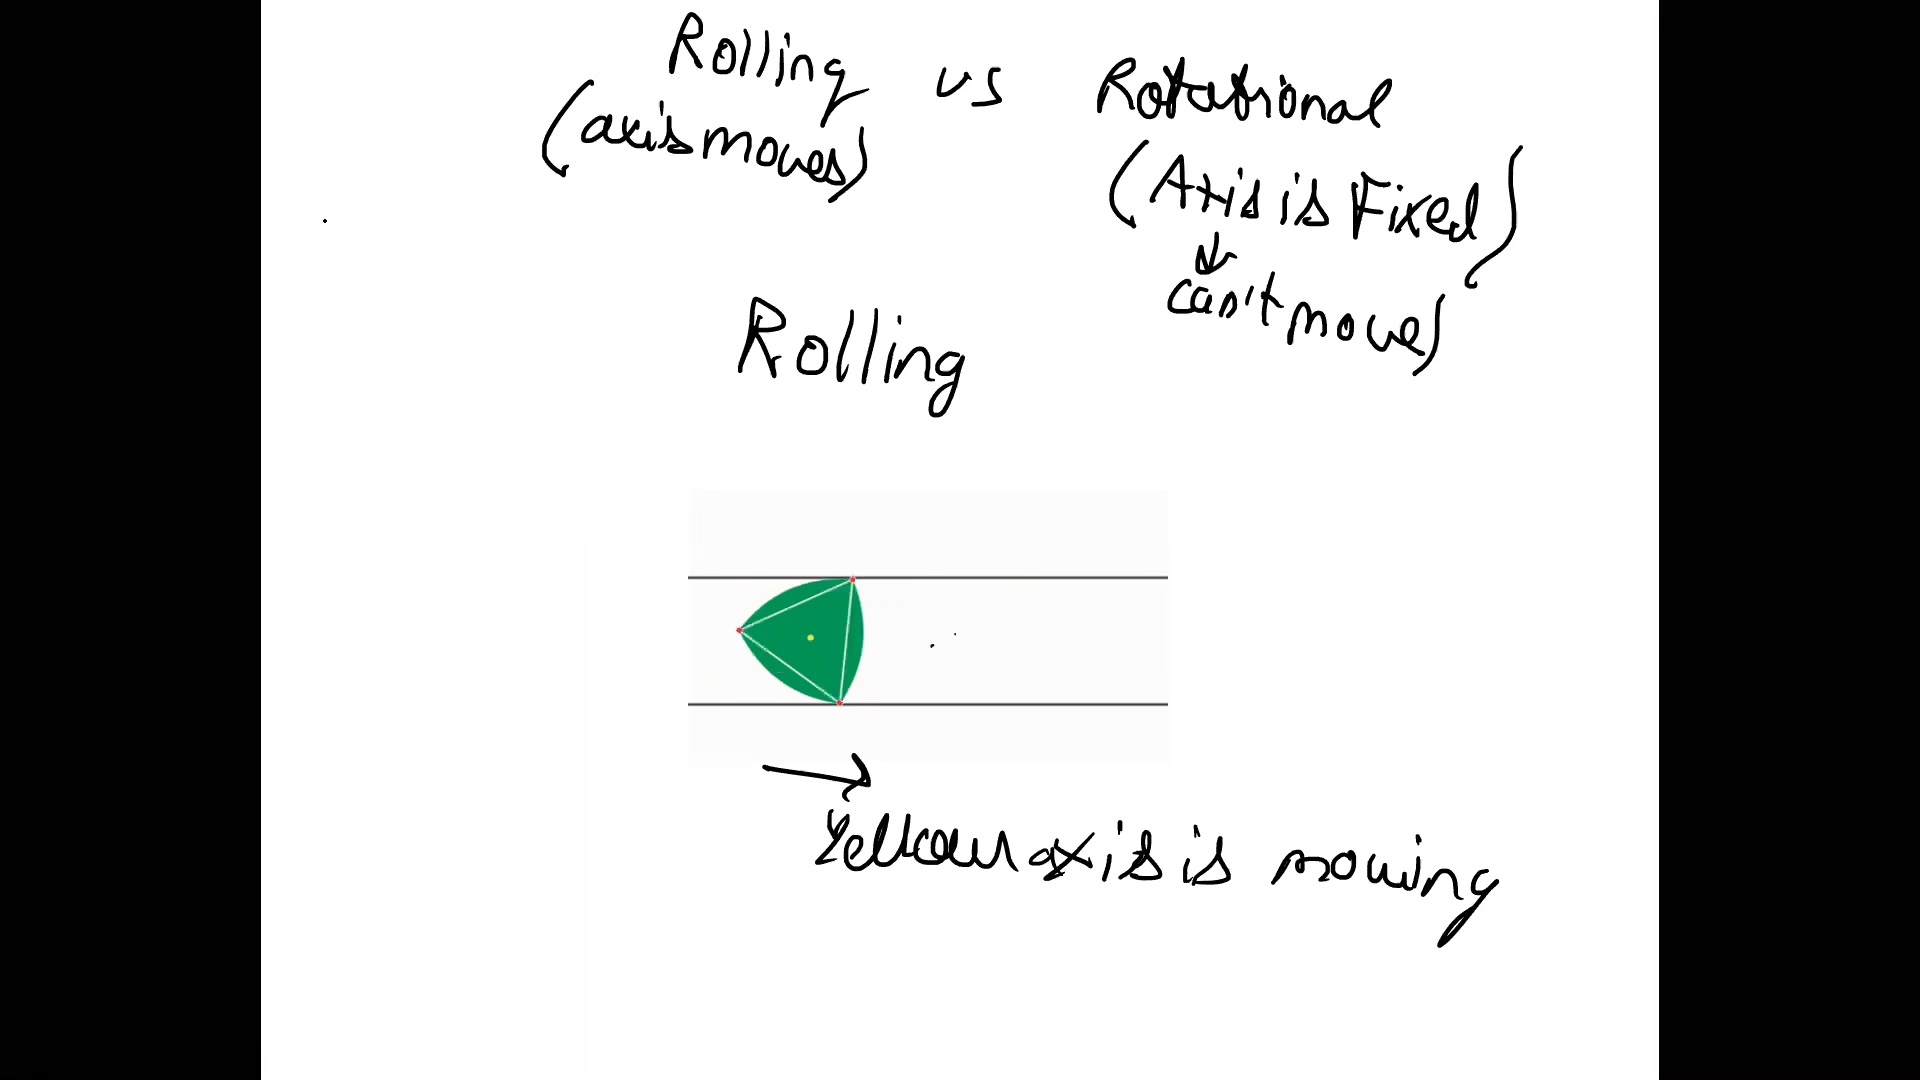 Rolling vs Rotational
(axis moves)
(Axis is Fixed)
can't move)
Rolling
Yellow axis is moving